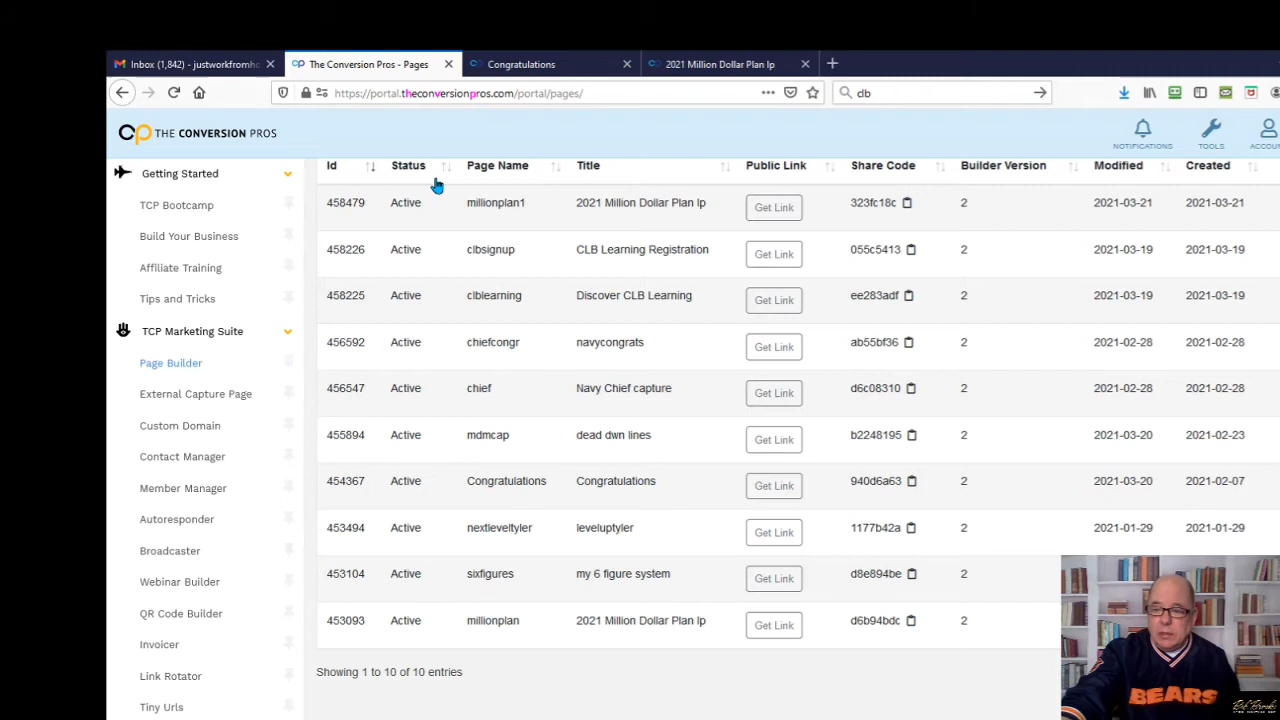 Inbox (1,842) - justworkfromho
The Conversion Pros - Pages
Congratulations
2021 Million Dollar Plan lp
https://portal.theconversionpros.com/portal/pages/
db
cp THE CONVERSION PROS
NOTIFICATIONS
TOOLS
ACCOU
Getting Started
TCP Bootcamp
Build Your Business
Affiliate Training
Tips and Tricks
TCP Marketing Suite
Page Builder
External Capture Page
Custom Domain
Contact Manager
Member Manager
Autoresponder
Broadcaster
Webinar Builder
QR Code Builder
Invoicer
Link Rotator
Tiny Urls
Id Status Page Name Title Public Link Share Code Builder Version Modified Created
458479 Active millionplan1 2021 Million Dollar Plan lp Get Link 323fc18c 2 2021-03-21 2021-03-21
458226 Active clbsignup CLB Learning Registration Get Link 055c5413 2 2021-03-19 2021-03-19
458225 Active clblearning Discover CLB Learning Get Link ee283adf 2 2021-03-19 2021-03-19
456592 Active chiefcongr navycongrats Get Link ab55bf36 2 2021-02-28 2021-02-28
456547 Active chief Navy Chief capture Get Link d6c08310 2 2021-02-28 2021-02-28
455894 Active mdmcap dead dwn lines Get Link b2248195 2 2021-03-20 2021-02-23
454367 Active Congratulations Congratulations Get Link 940d6a63 2 2021-03-20 2021-02-07
453494 Active nextleveltyler leveluptyler Get Link 1177b42a 2 2021-01-29 2021-01-29
453104 Active sixfigures my 6 figure system Get Link d8e894be 2
453093 Active millionplan 2021 Million Dollar Plan lp Get Link d6b94bdc 2
Showing 1 to 10 of 10 entries
BEARS